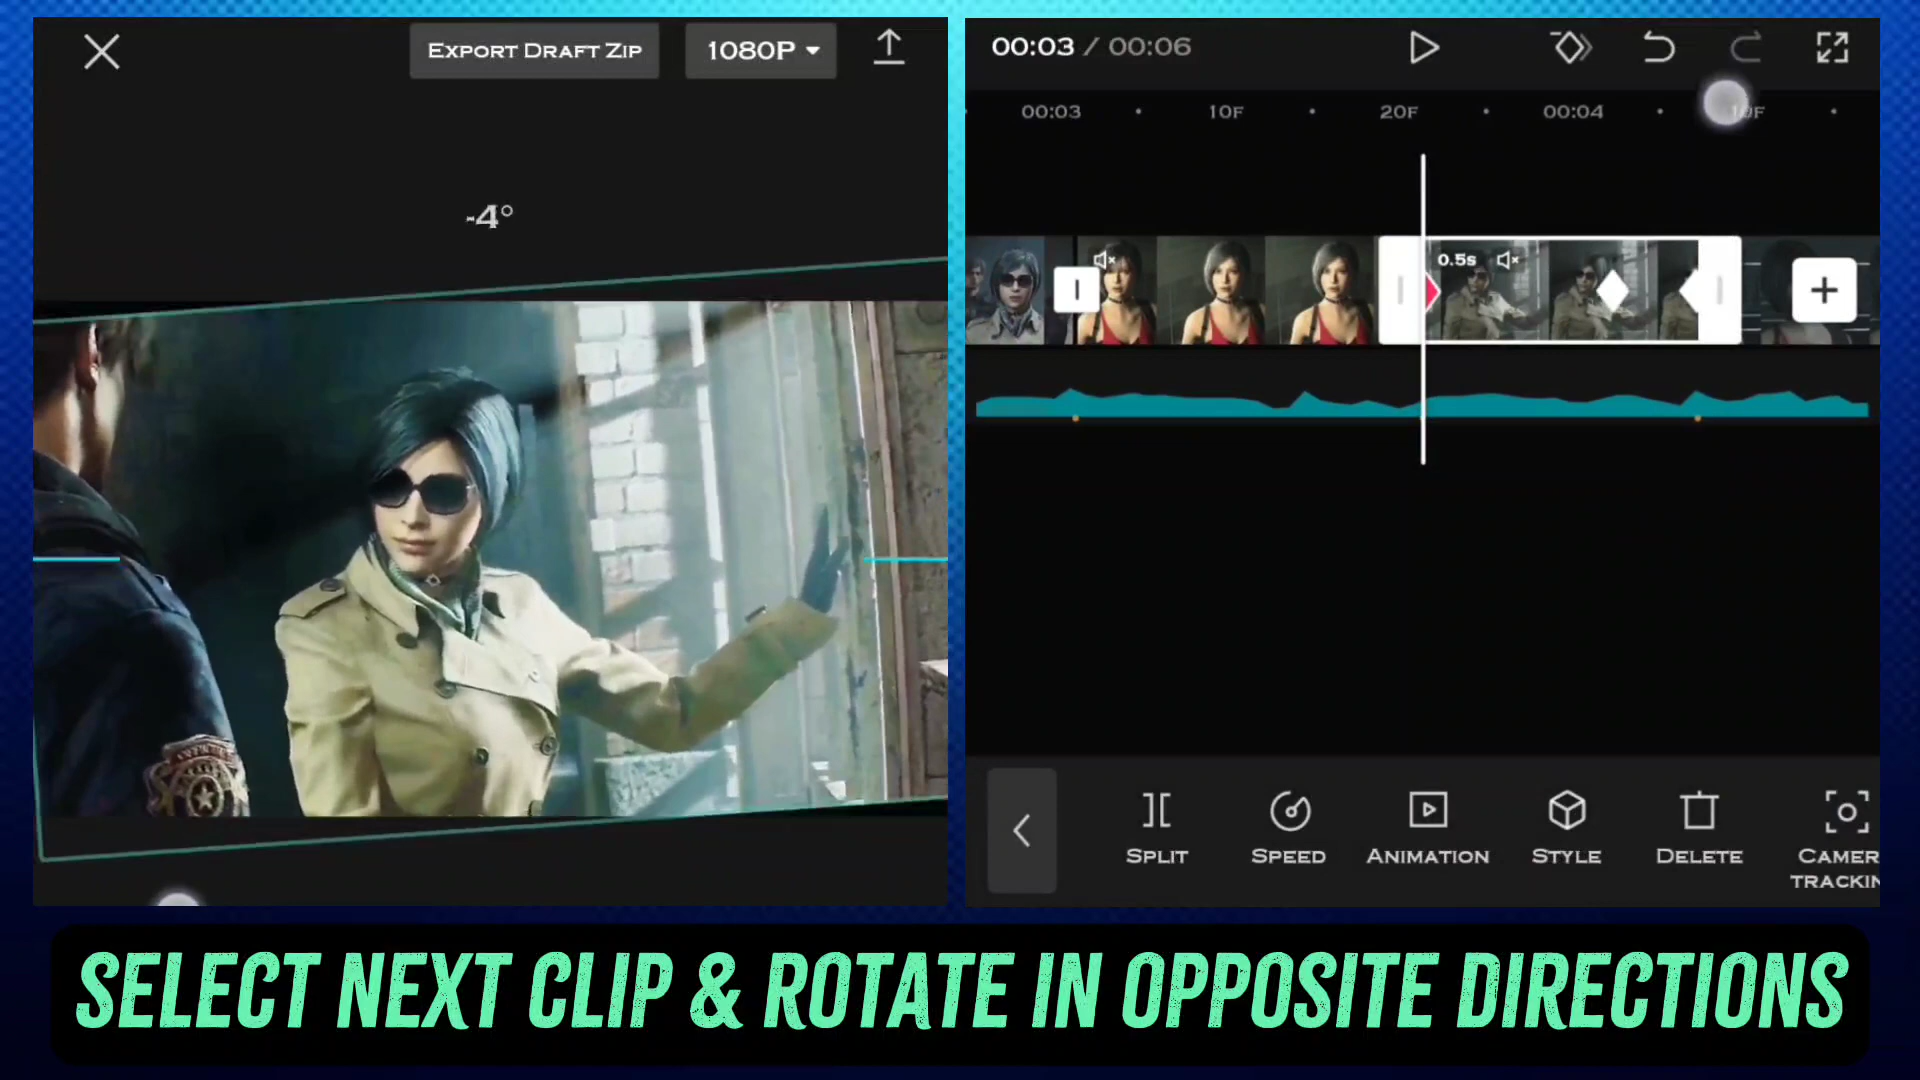 Export Draft Zip
1080P
-4°
00:03 / 00:06
00:03
10F
20F
00:04
0.5s
SPLIT
SPEED
ANIMATION
STYLE
DELETE
CAMER
TRACKIN
SELECT NEXT CLIP & ROTATE IN OPPOSITE DIRECTIONS